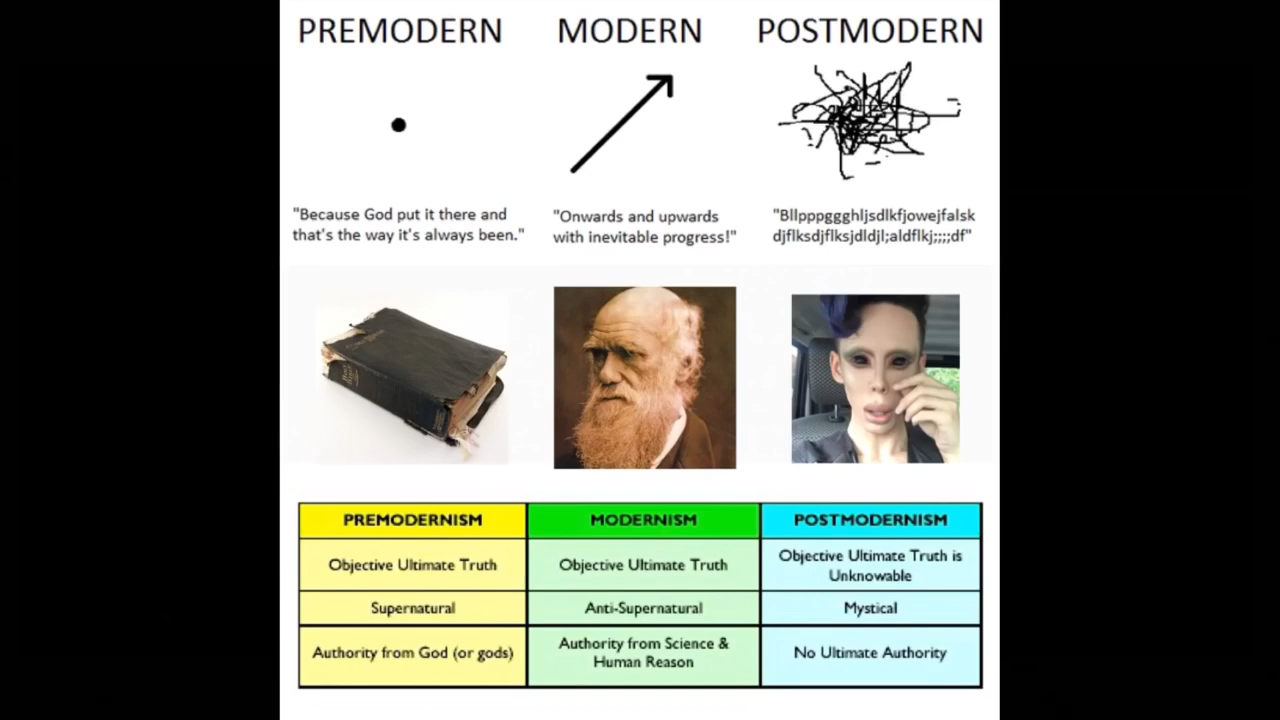 PREMODERN MODERN POSTMODERN
"Because God put it there and
that's the way it's always been."
"Onwards and upwards
with inevitable progress!"
"Bllpppggghljsdlkfjowejfalsk
djflksdjflksjdldjl;aldflkj;;;;df"
PREMODERNISM MODERNISM POSTMODERNISM
Objective Ultimate Truth
Objective Ultimate Truth
Objective Ultimate Truth is
Unknowable
Supernatural Anti-Supernatural Mystical
Authority from God (or gods)
Authority from Science &
Human Reason
No Ultimate Authority